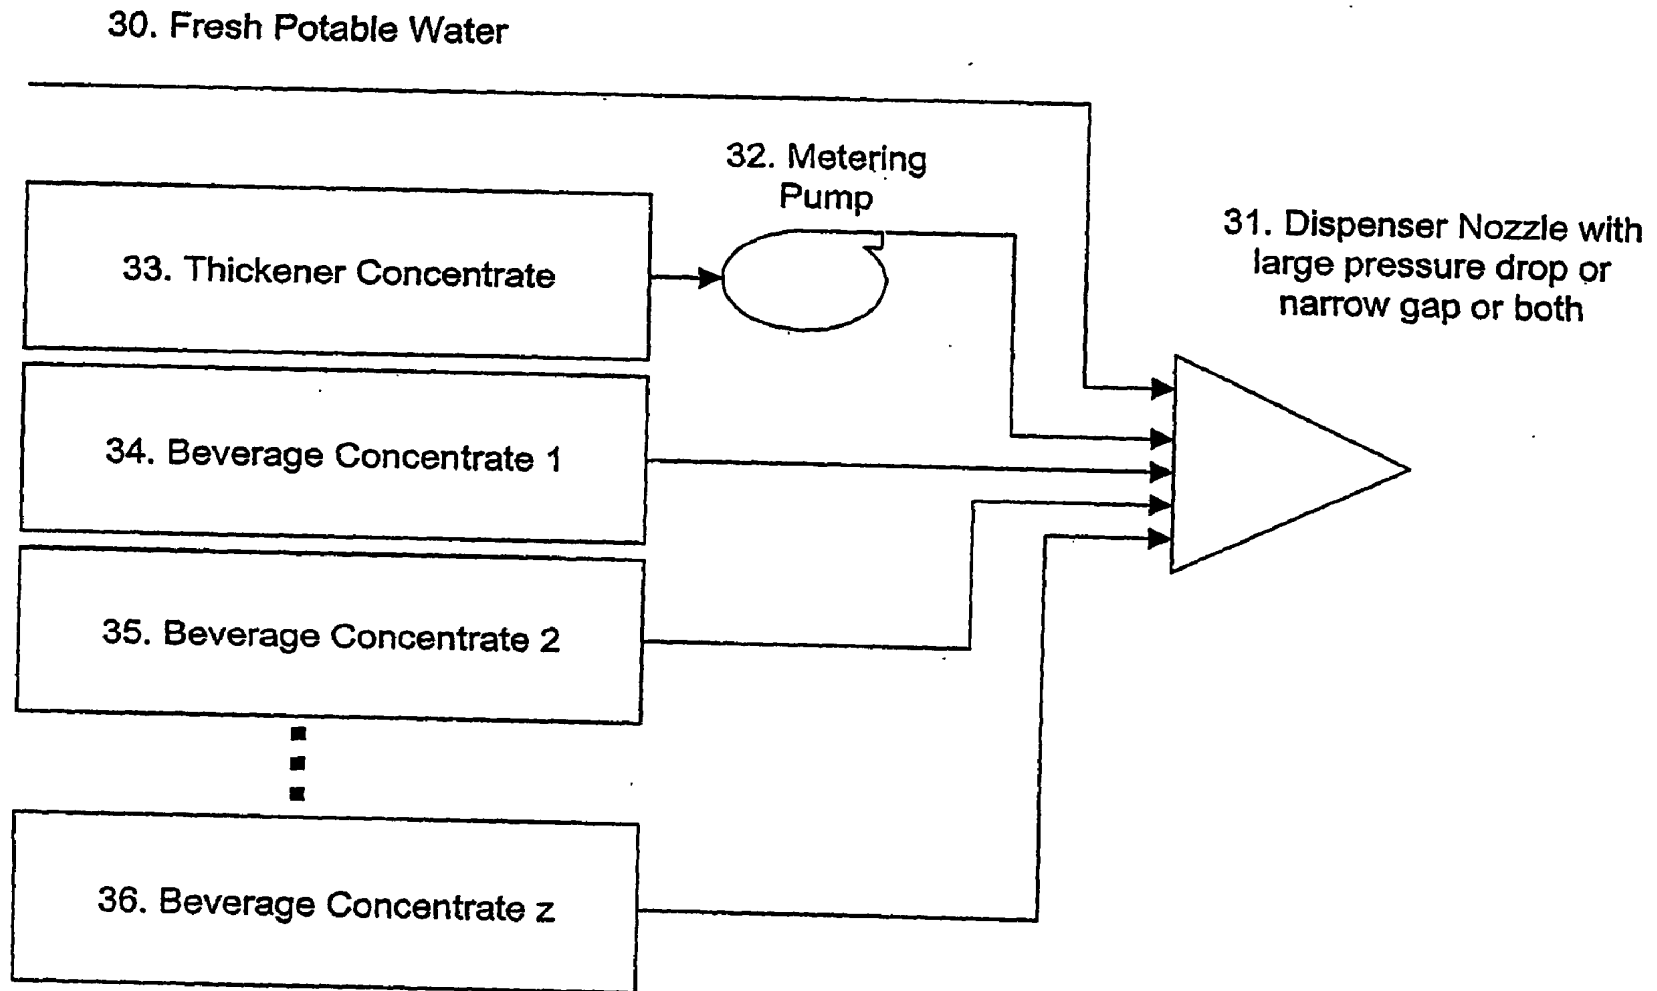 30. Fresh Potable Water
32. Metering
Pump
31. Dispenser Nozzle with
large pressure drop or
narrow gap or both
33. Thickener Concentrate
34. Beverage Concentrate 1
35. Beverage Concentrate 2
36. Beverage Concentrate z